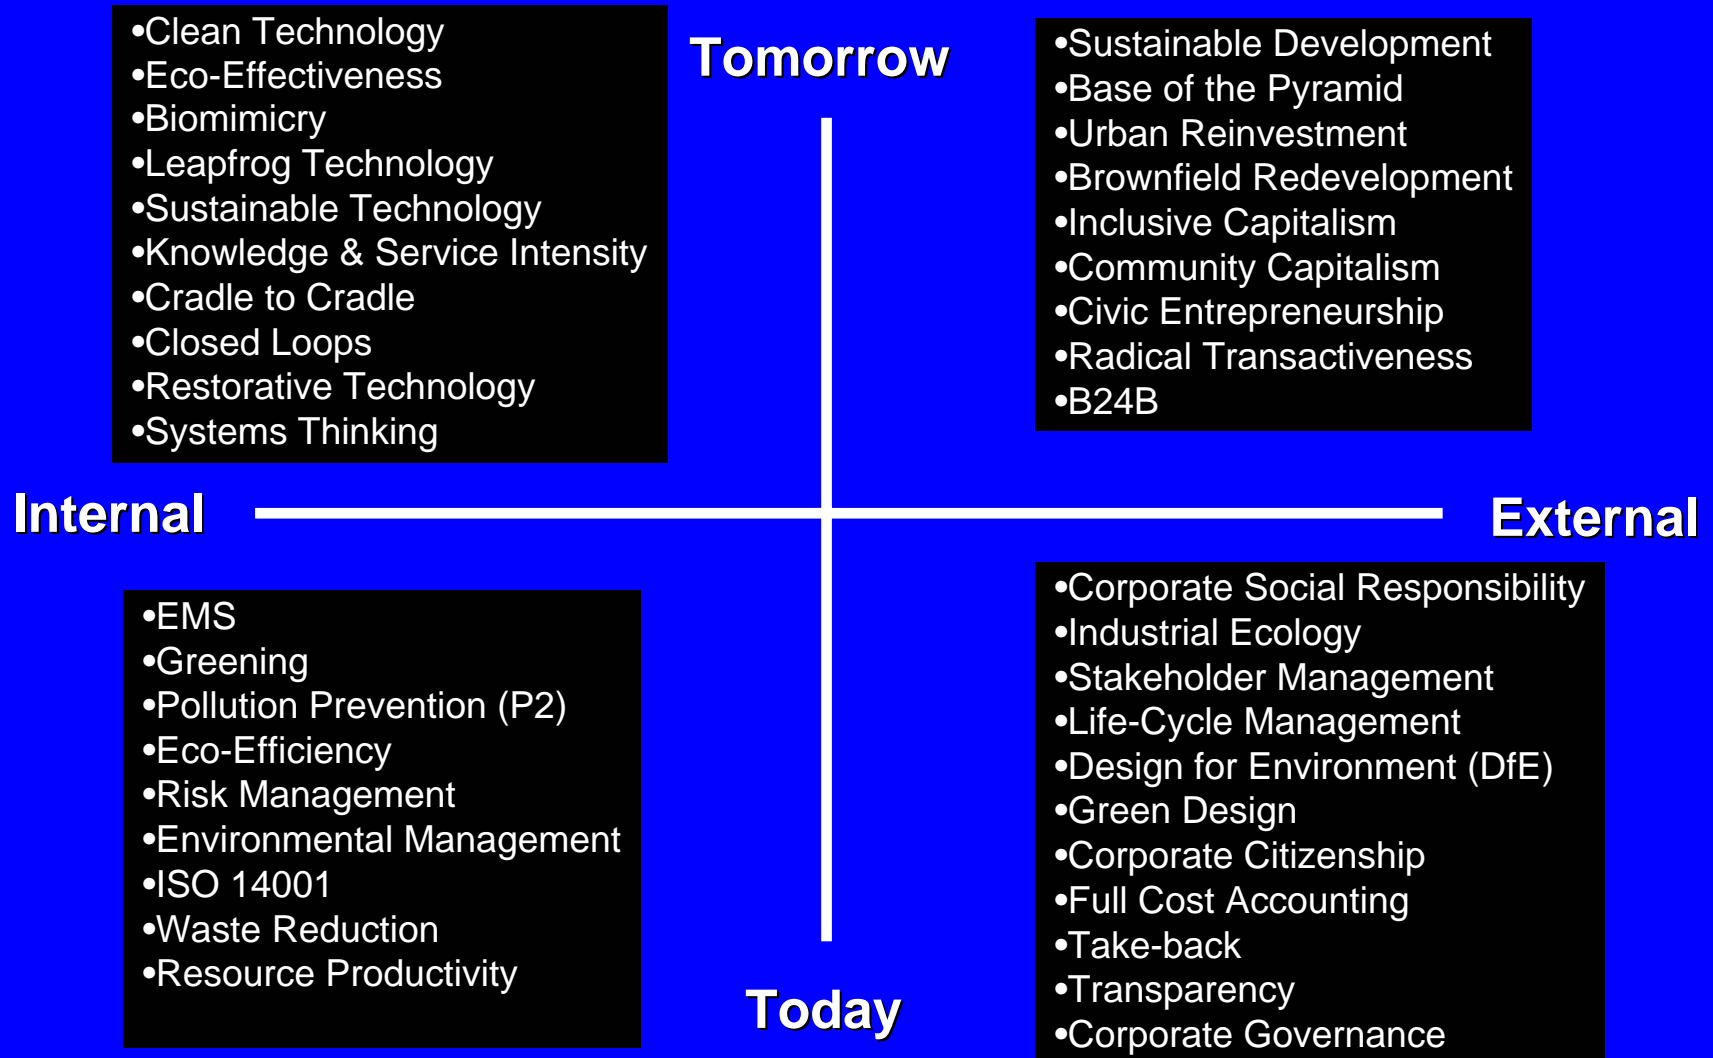 •Clean Technology
•Eco-Effectiveness
•Biomimicry
•Leapfrog Technology
•Sustainable Technology
•Knowledge & Service Intensity
•Cradle to Cradle
•Closed Loops
•Restorative Technology
•Systems Thinking
Tomorrow
•Sustainable Development
•Base of the Pyramid
•Urban Reinvestment
•Brownfield Redevelopment
•Inclusive Capitalism
•Community Capitalism
•Civic Entrepreneurship
•Radical Transactiveness
•B24B
Internal
External
•EMS
•Greening
•Pollution Prevention (P2)
•Eco-Efficiency
•Risk Management
•Environmental Management
•ISO 14001
•Waste Reduction
•Resource Productivity
Today
•Corporate Social Responsibility
•Industrial Ecology
•Stakeholder Management
•Life-Cycle Management
•Design for Environment (DfE)
•Green Design
•Corporate Citizenship
•Full Cost Accounting
•Take-back
•Transparency
•Corporate Governance